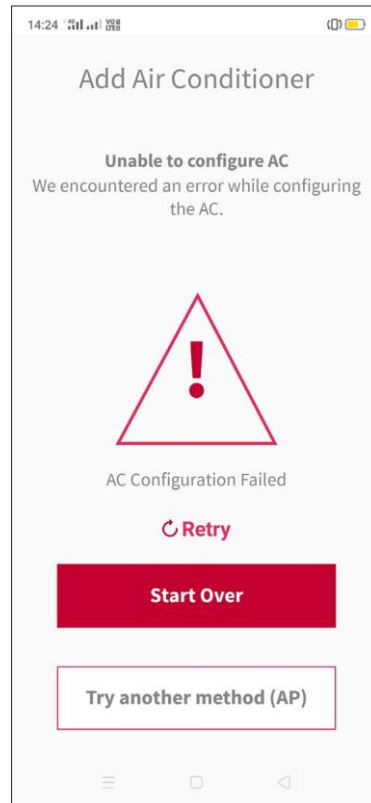 14:24
Add Air Conditioner
Unable to configure AC
We encountered an error while configuring
the AC.
!
AC Configuration Failed
Retry
Start Over
Try another method (AP)